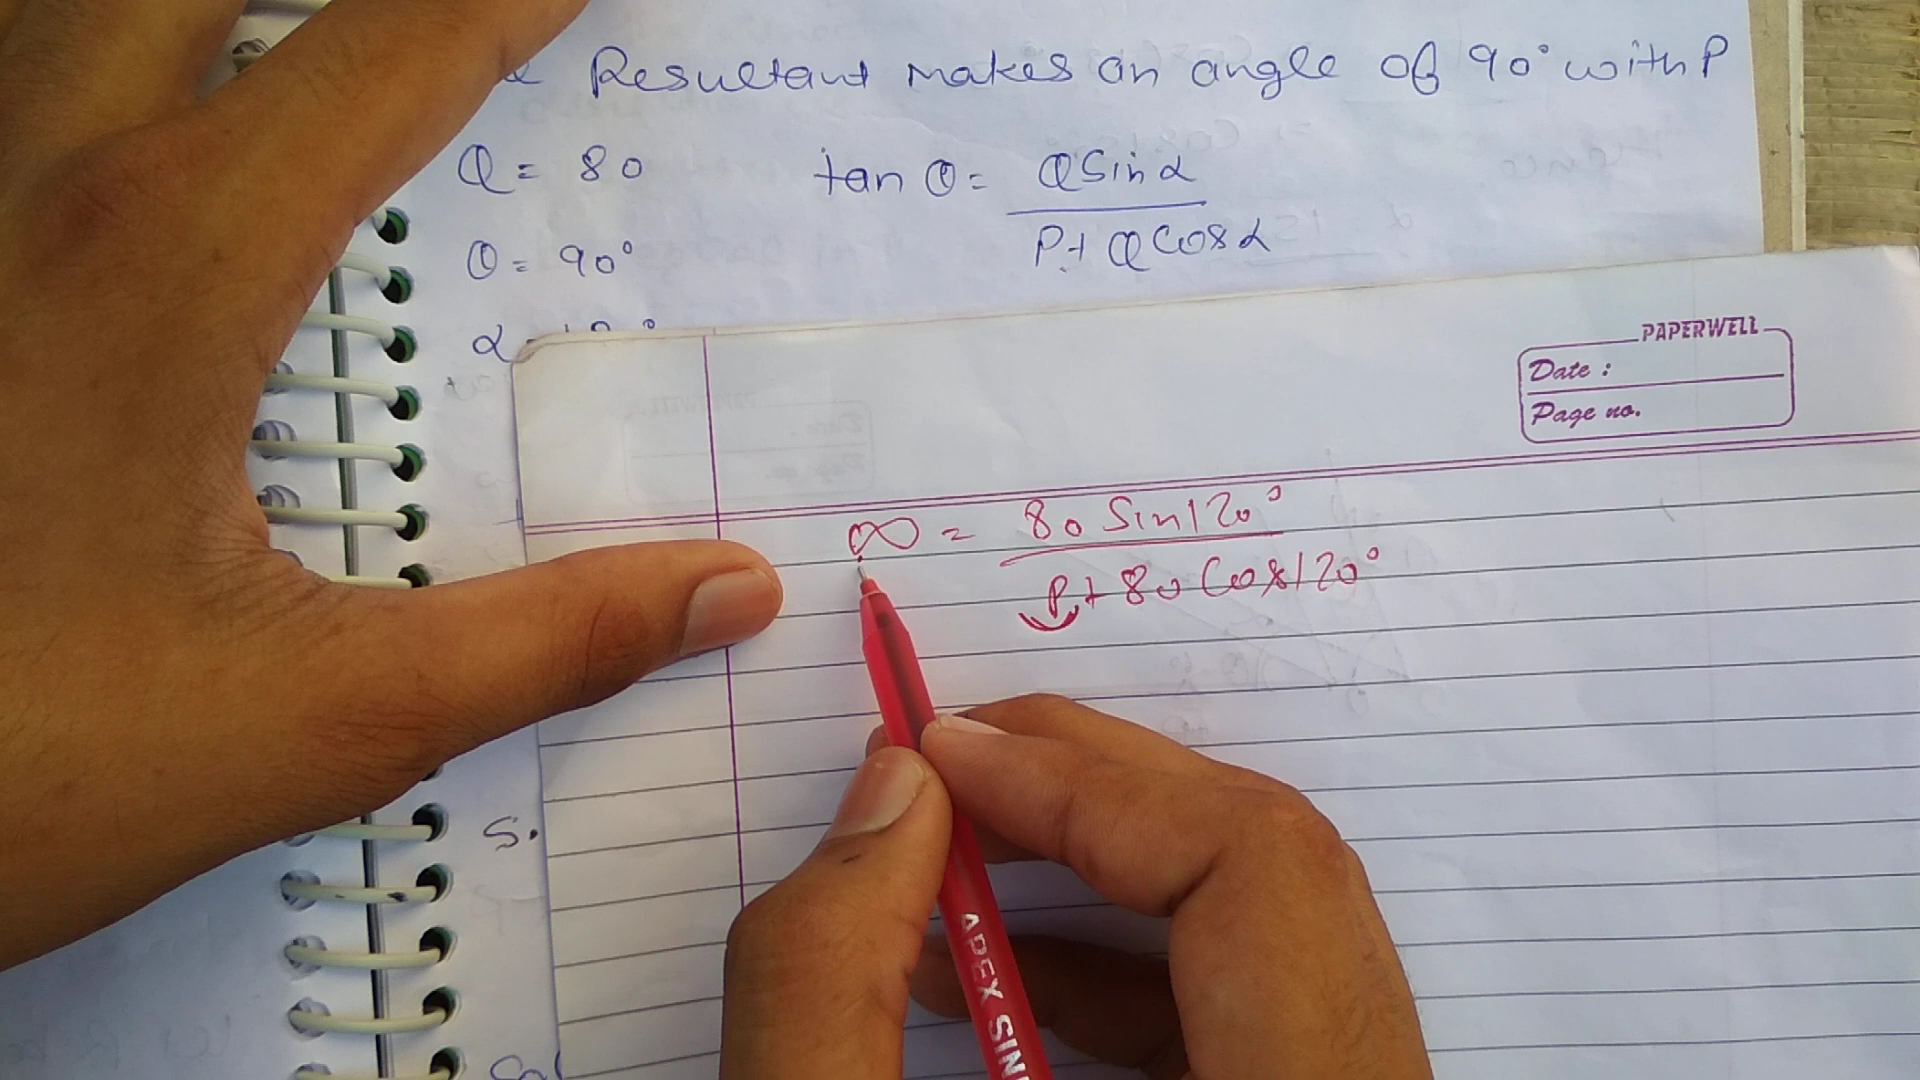 Resultant makes an angle of 90° with P
Q = 80
tan θ = Q Sin α
P + Q Cos α
θ = 90°
α
PAPERWELL
Date :
Page no.
∞ = 80 Sin 120°
P + 80 Cos 120°
5.
APEX SIN